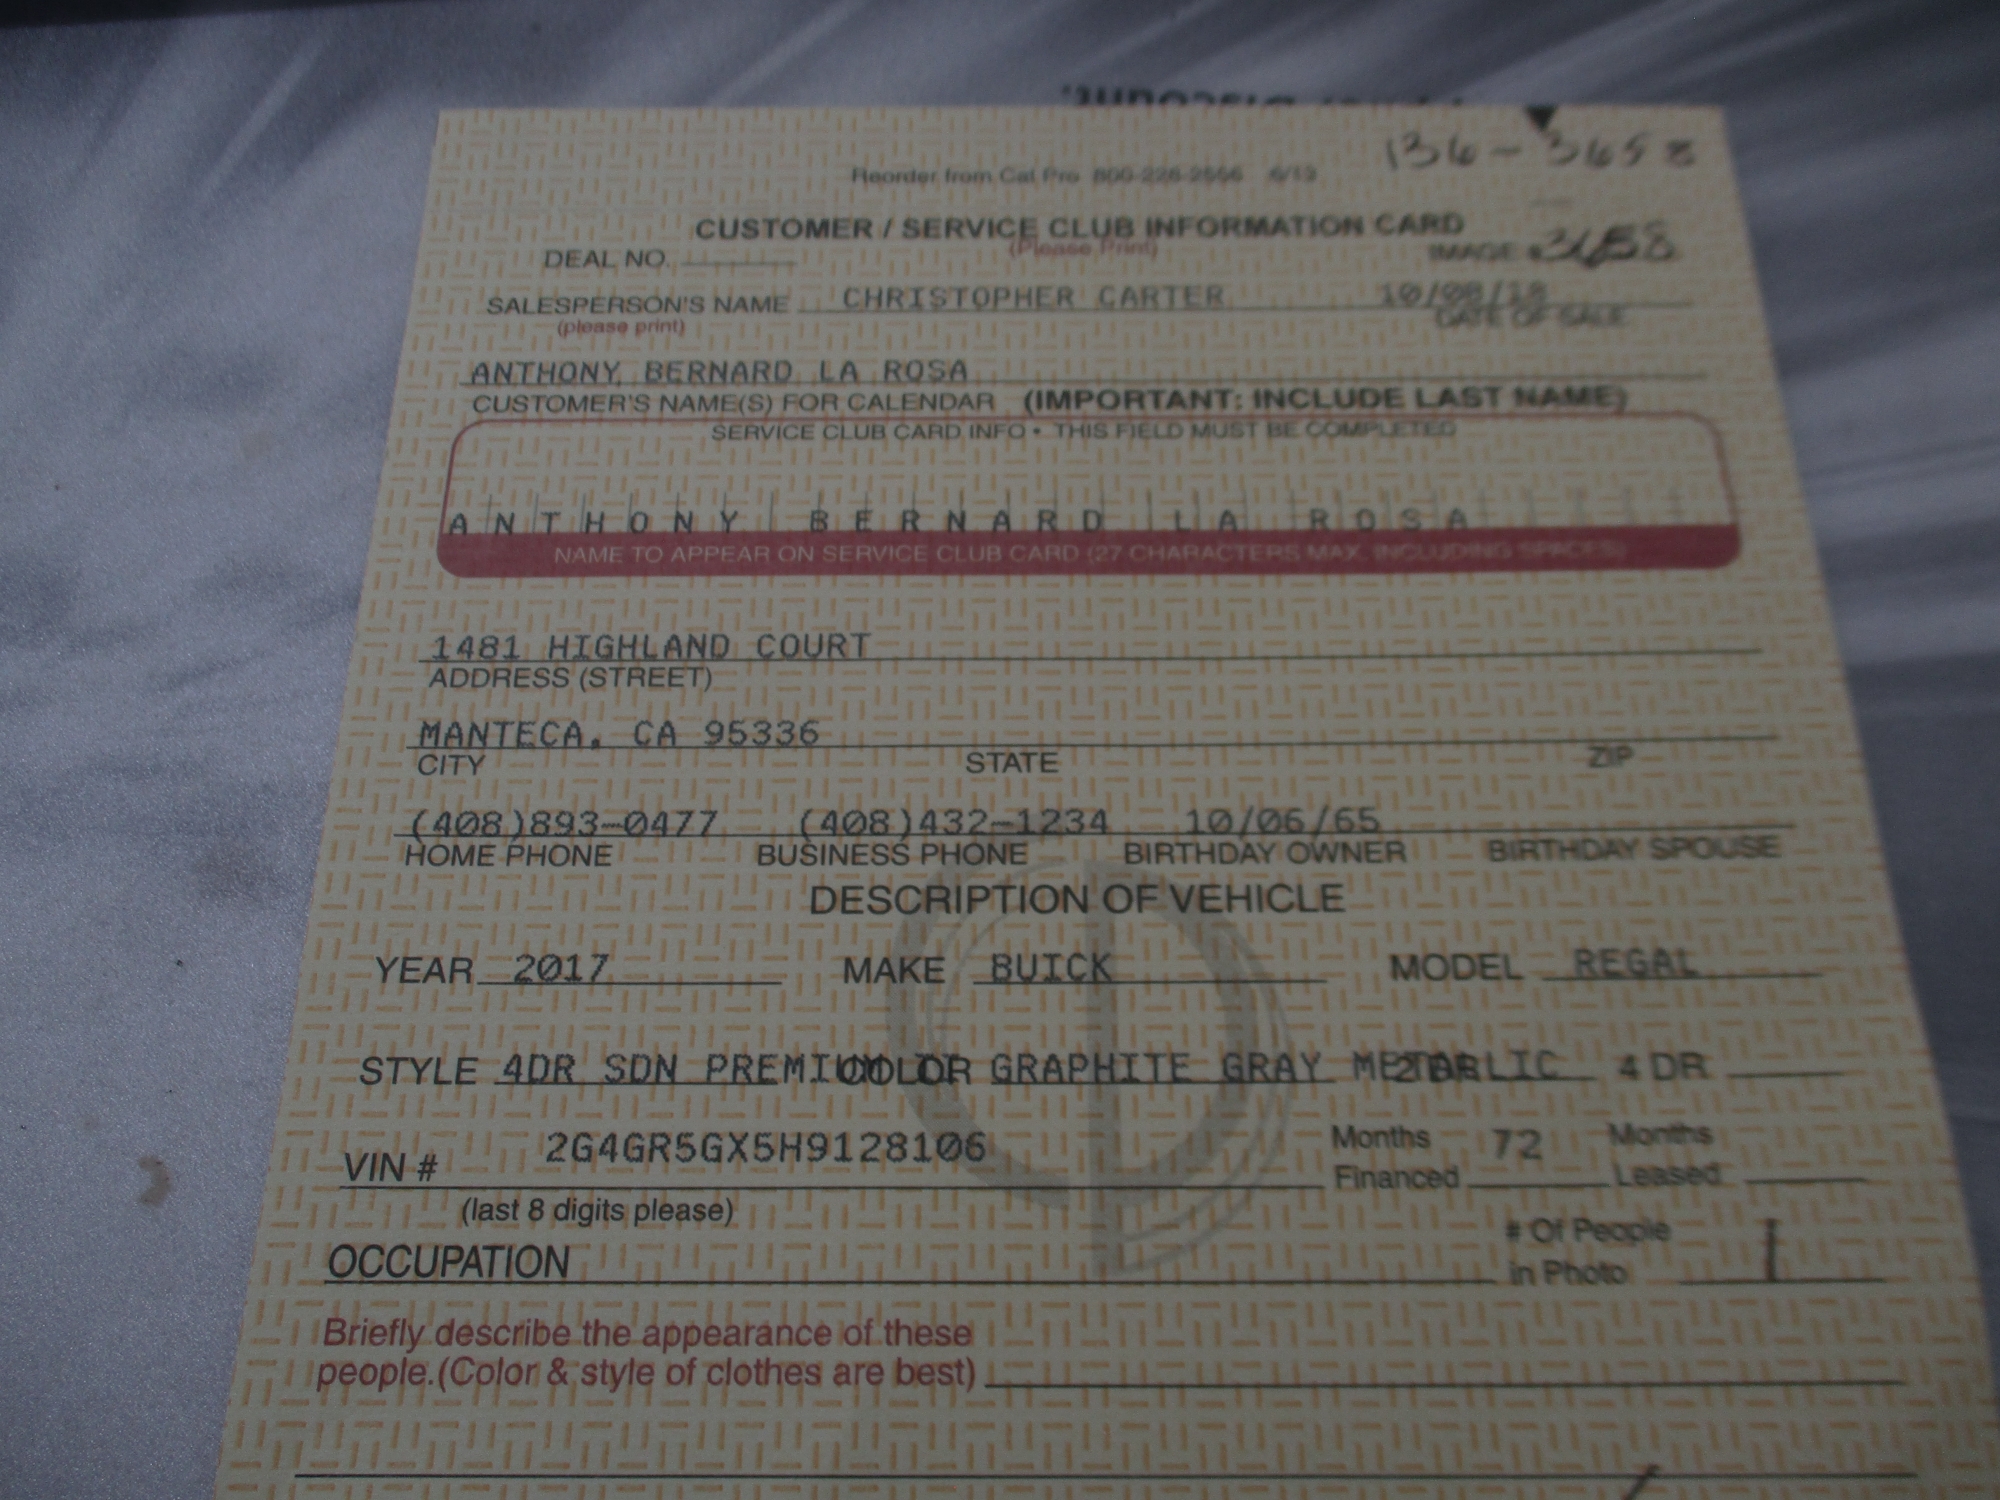 136-3658
Reorder from Cat Pro 800-226-2566 6/13
CUSTOMER / SERVICE CLUB INFORMATION CARD
(Please Print)
DEAL NO. IMAGE # 3658
SALESPERSON'S NAME CHRISTOPHER CARTER 10/08/18
(please print) DATE OF SALE
ANTHONY BERNARD LA ROSA
CUSTOMER'S NAME(S) FOR CALENDAR (IMPORTANT: INCLUDE LAST NAME)
SERVICE CLUB CARD INFO • THIS FIELD MUST BE COMPLETED
ANTHONY BERNARD LA ROSA
NAME TO APPEAR ON SERVICE CLUB CARD (27 CHARACTERS MAX. INCLUDING SPACES)
1481 HIGHLAND COURT
ADDRESS (STREET)
MANTECA, CA 95336
CITY STATE ZIP
(408)893-0477 (408)432-1234 10/06/65
HOME PHONE BUSINESS PHONE BIRTHDAY OWNER BIRTHDAY SPOUSE
DESCRIPTION OF VEHICLE
YEAR 2017 MAKE BUICK MODEL REGAL
STYLE 4DR SDN PREMIUM II COLOR GRAPHITE GRAY METALLIC 2 DR 4 DR
VIN # 2G4GR5GX5H9128106 Months Financed 72 Months Leased
(last 8 digits please)
OCCUPATION # Of People in Photo 1
Briefly describe the appearance of these
people.(Color & style of clothes are best)